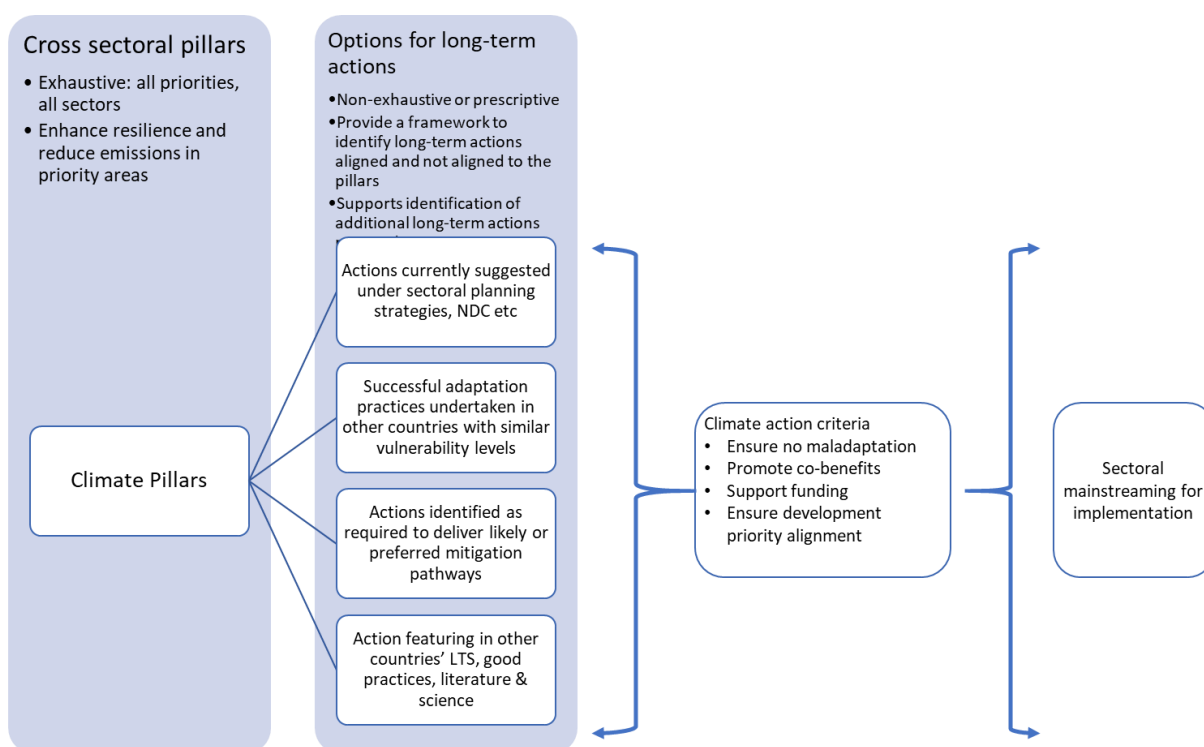 Cross sectoral pillars
• Exhaustive: all priorities,
all sectors
• Enhance resilience and
reduce emissions in
priority areas
Climate Pillars
Options for long-term
actions
•Non-exhaustive or prescriptive
•Provide a framework to
identify long-term actions
aligned and not aligned to the
pillars
•Supports identification of
additional long-term actions
Actions currently suggested
under sectoral planning
strategies, NDC etc
Successful adaptation
practices undertaken in
other countries with similar
vulnerability levels
Actions identified as
required to deliver likely or
preferred mitigation
pathways
Action featuring in other
countries’ LTS, good
practices, literature &
science
Climate action criteria
• Ensure no maladaptation
• Promote co-benefits
• Support funding
• Ensure development
priority alignment
Sectoral
mainstreaming for
implementation